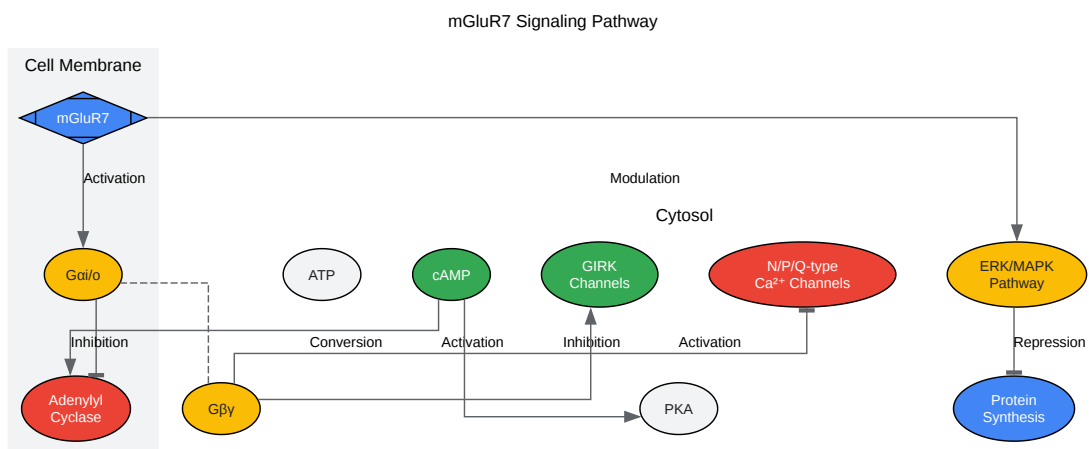 mGluR7 Signaling Pathway
Cell Membrane
mGluR7
Activation
Modulation
Cytosol
Gαi/o
ATP
cAMP
GIRK
Channels
N/P/Q-type
Ca²⁺ Channels
ERK/MAPK
Pathway
Inhibition
Conversion
Activation
Inhibition
Activation
Repression
Adenylyl
Cyclase
Gβγ
PKA
Protein
Synthesis